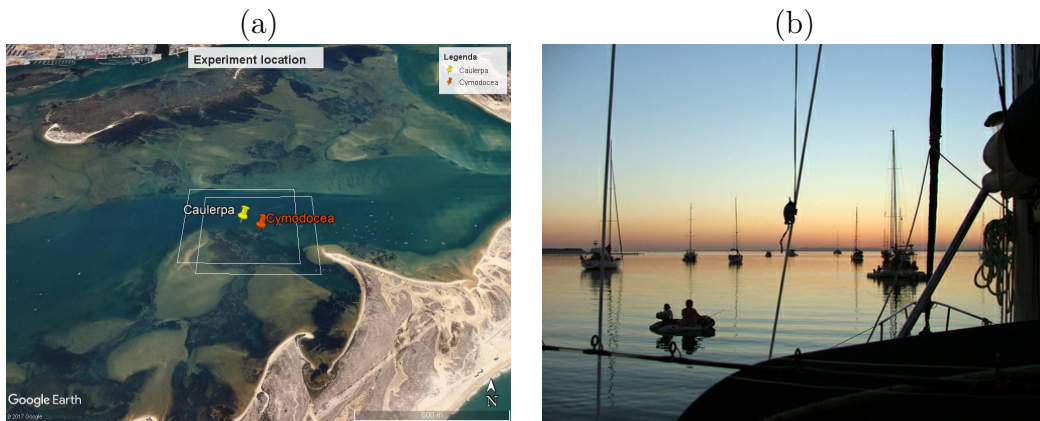 (a)
(b)
Experiment location
Legenda
Caulerpa
Cymodocea
Caulerpa
Cymodocea
Google Earth
© 2017 Google
600 m
N